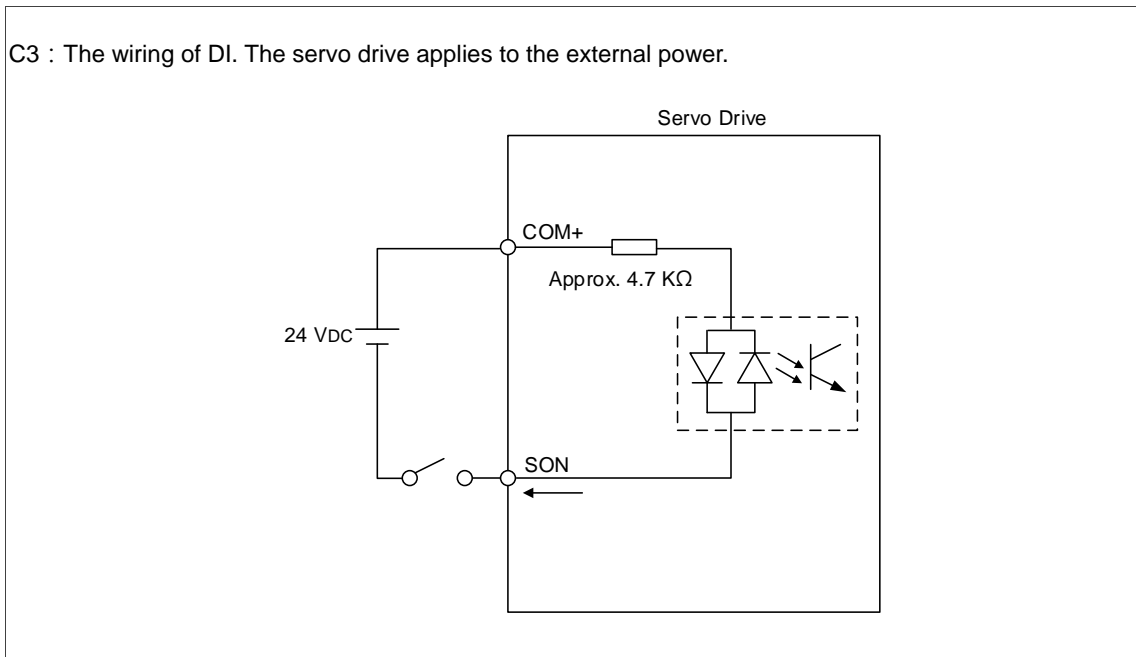 C3：The wiring of DI. The servo drive applies to the external power.
Servo Drive
COM+
Approx. 4.7 KΩ
24 VDC
SON